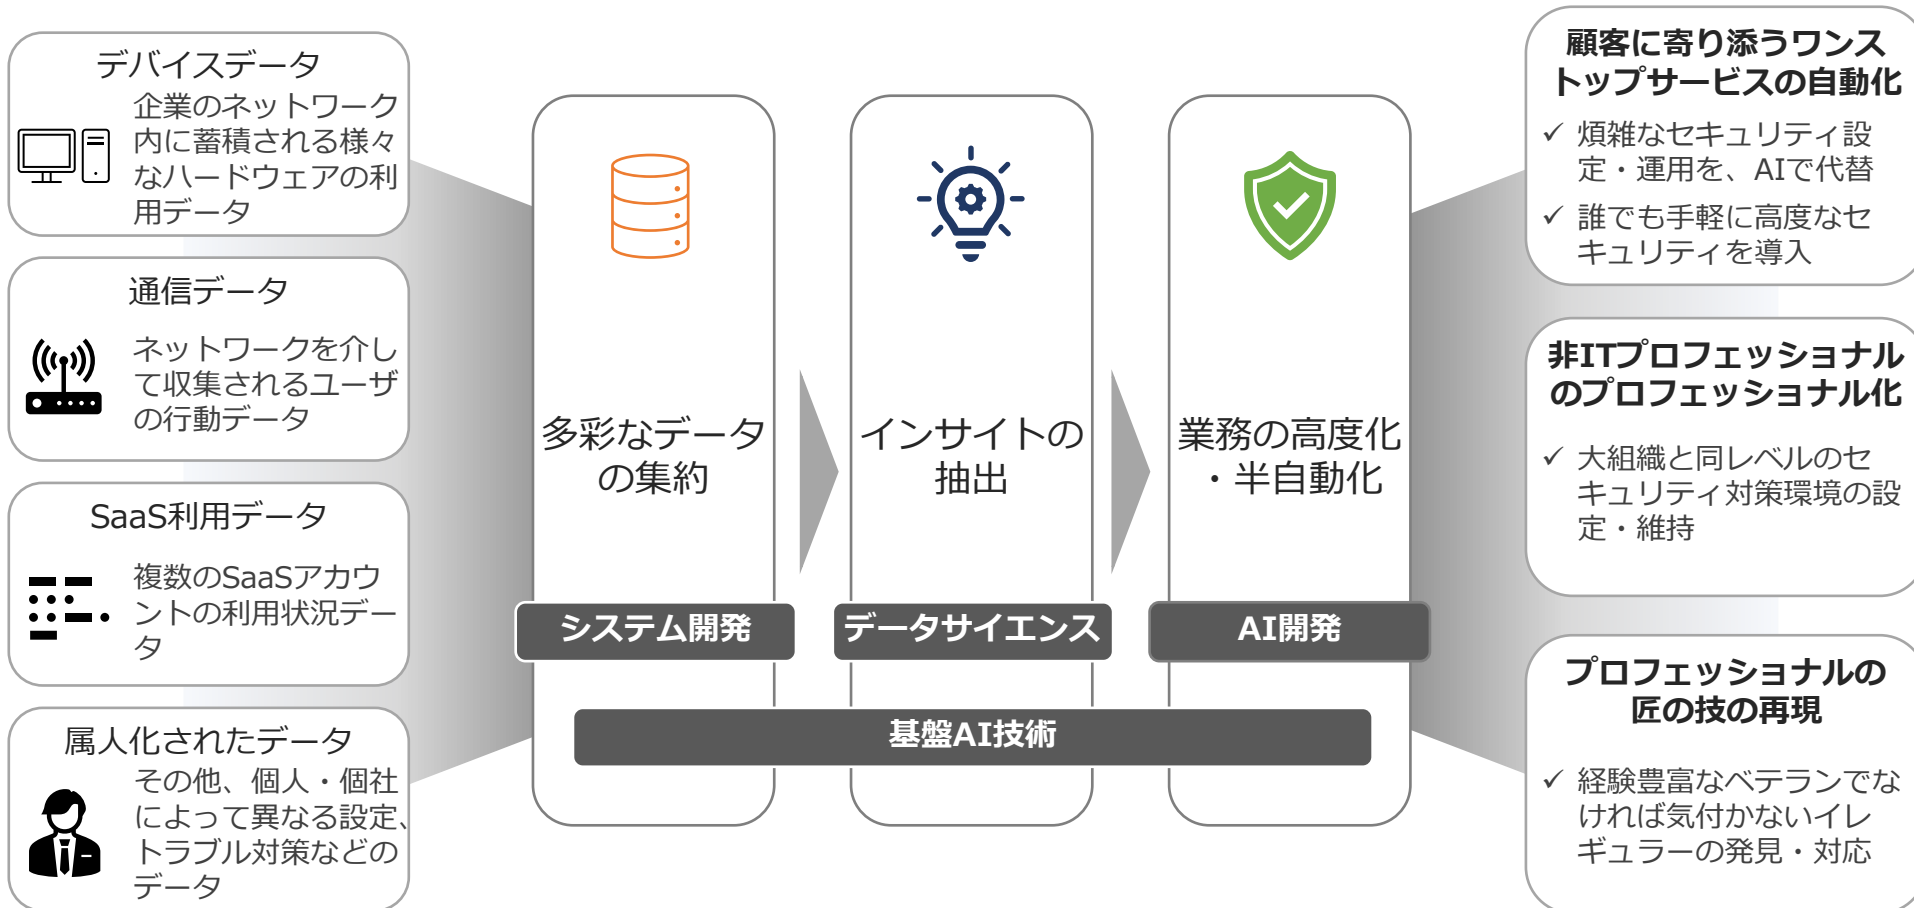 デバイスデータ
企業のネットワーク
内に蓄積される様々
なハードウェアの利
用データ
通信データ
ネットワークを介し
て収集されるユーザ
の行動データ
SaaS利用データ
複数のSaaSアカウ
ントの利用状況デー
タ
属人化されたデータ
その他、個人・個社
によって異なる設定、
トラブル対策などの
データ
多彩なデータ
の集約
システム開発
インサイトの
抽出
データサイエンス
業務の高度化
・半自動化
AI開発
基盤AI技術
顧客に寄り添うワンス
トップサービスの自動化
✓ 煩雑なセキュリティ設
定・運用を、AIで代替
✓ 誰でも手軽に高度なセ
キュリティを導入
非ITプロフェッショナル
のプロフェッショナル化
✓ 大組織と同レベルのセ
キュリティ対策環境の設
定・維持
プロフェッショナルの
匠の技の再現
✓ 経験豊富なベテランでな
ければ気付かないイレ
ギュラーの発見・対応